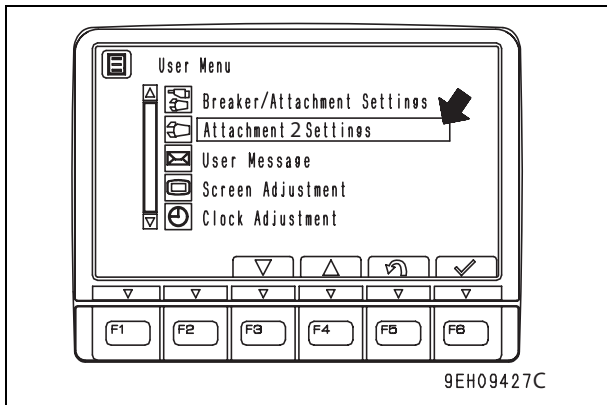 User Menu
Breaker/Attachment Settings
Attachment 2 Settings
User Message
Screen Adjustment
Clock Adjustment
F1 F2 F3 F4 F5 F6
9EH09427C